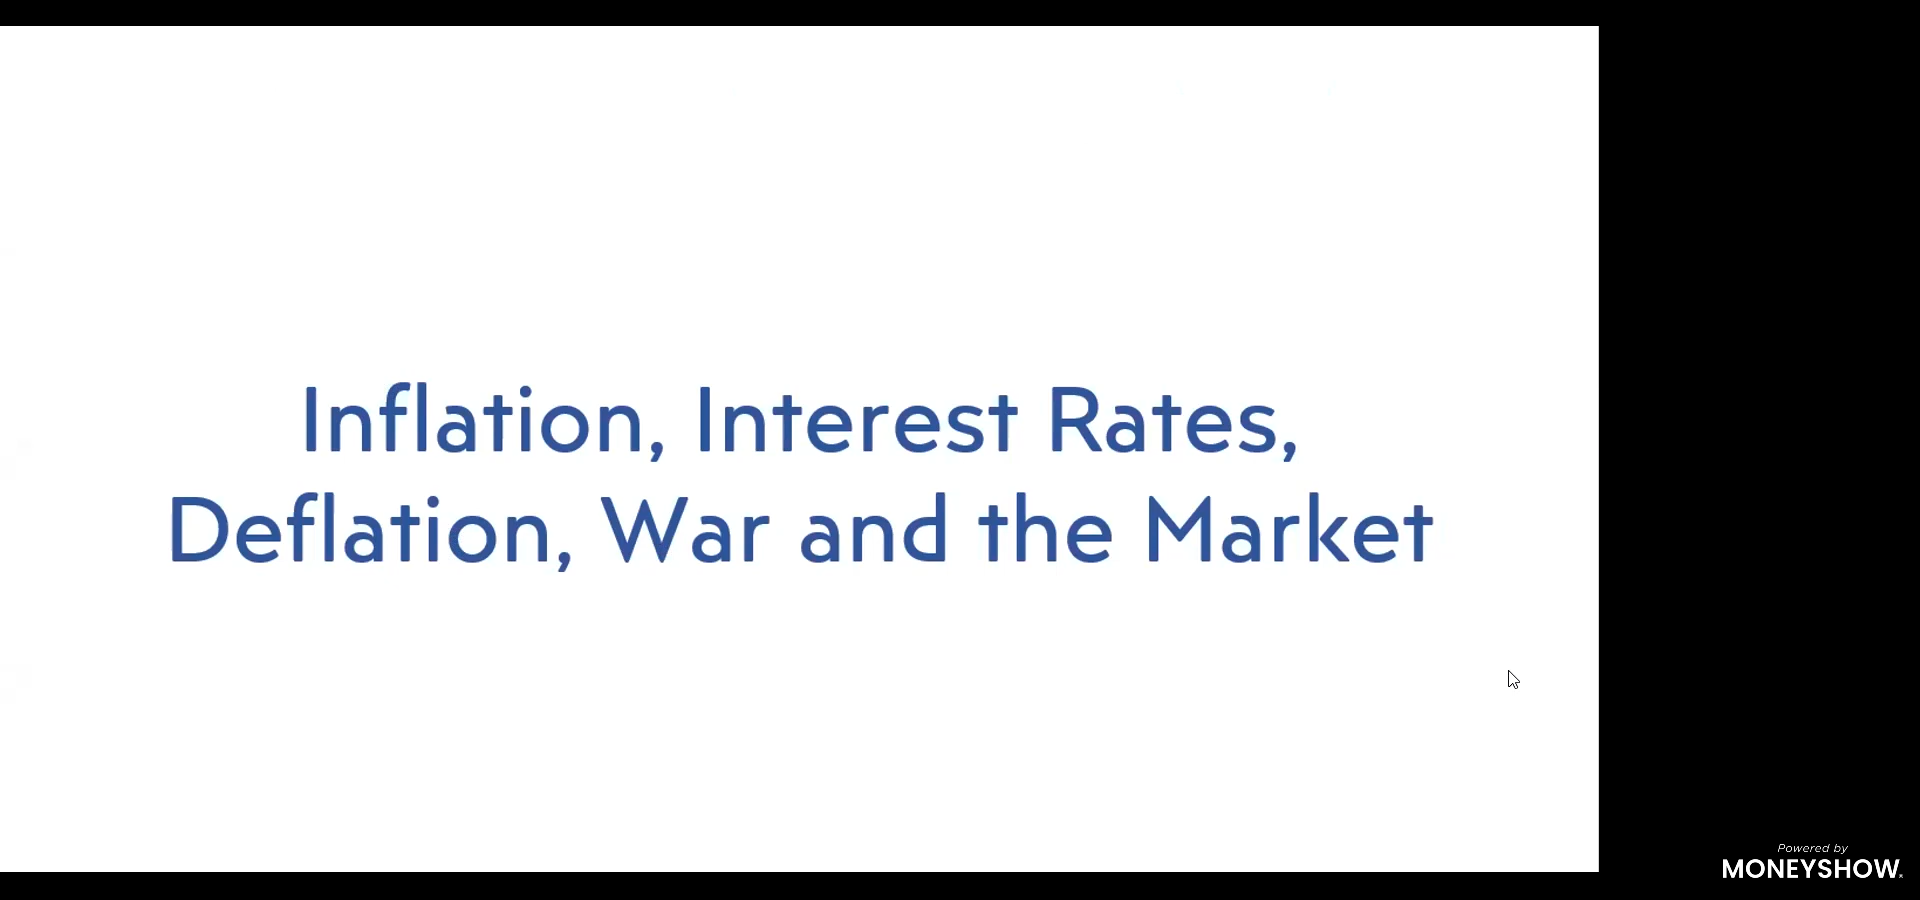 Inflation, Interest Rates,
Deflation, War and the Market
Powered by
MONEYSHOW.